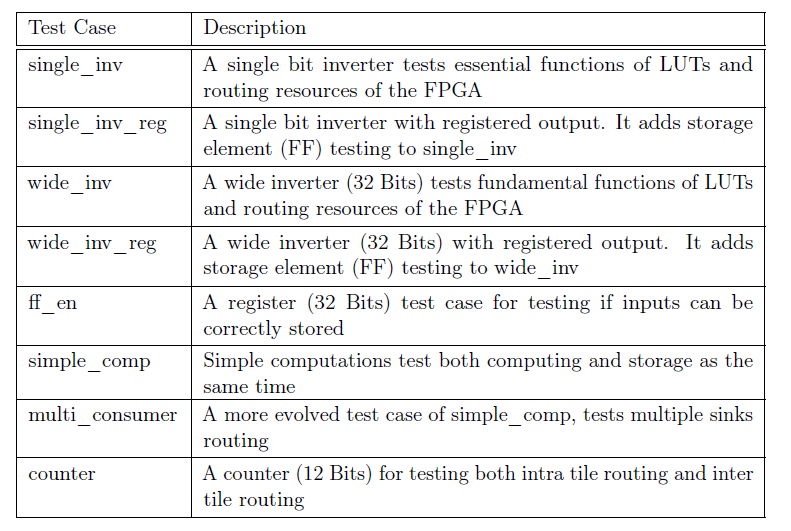 Test Case Description
single_inv A single bit inverter tests essential functions of LUTs and
routing resources of the FPGA
single_inv_reg A single bit inverter with registered output. It adds storage
element (FF) testing to single_inv
wide_inv A wide inverter (32 Bits) tests fundamental functions of LUTs
and routing resources of the FPGA
wide_inv_reg A wide inverter (32 Bits) with registered output. It adds
storage element (FF) testing to wide_inv
ff_en A register (32 Bits) test case for testing if inputs can be
correctly stored
simple_comp Simple computations test both computing and storage as the
same time
multi_consumer A more evolved test case of simple_comp, tests multiple sinks
routing
counter A counter (12 Bits) for testing both intra tile routing and inter
tile routing